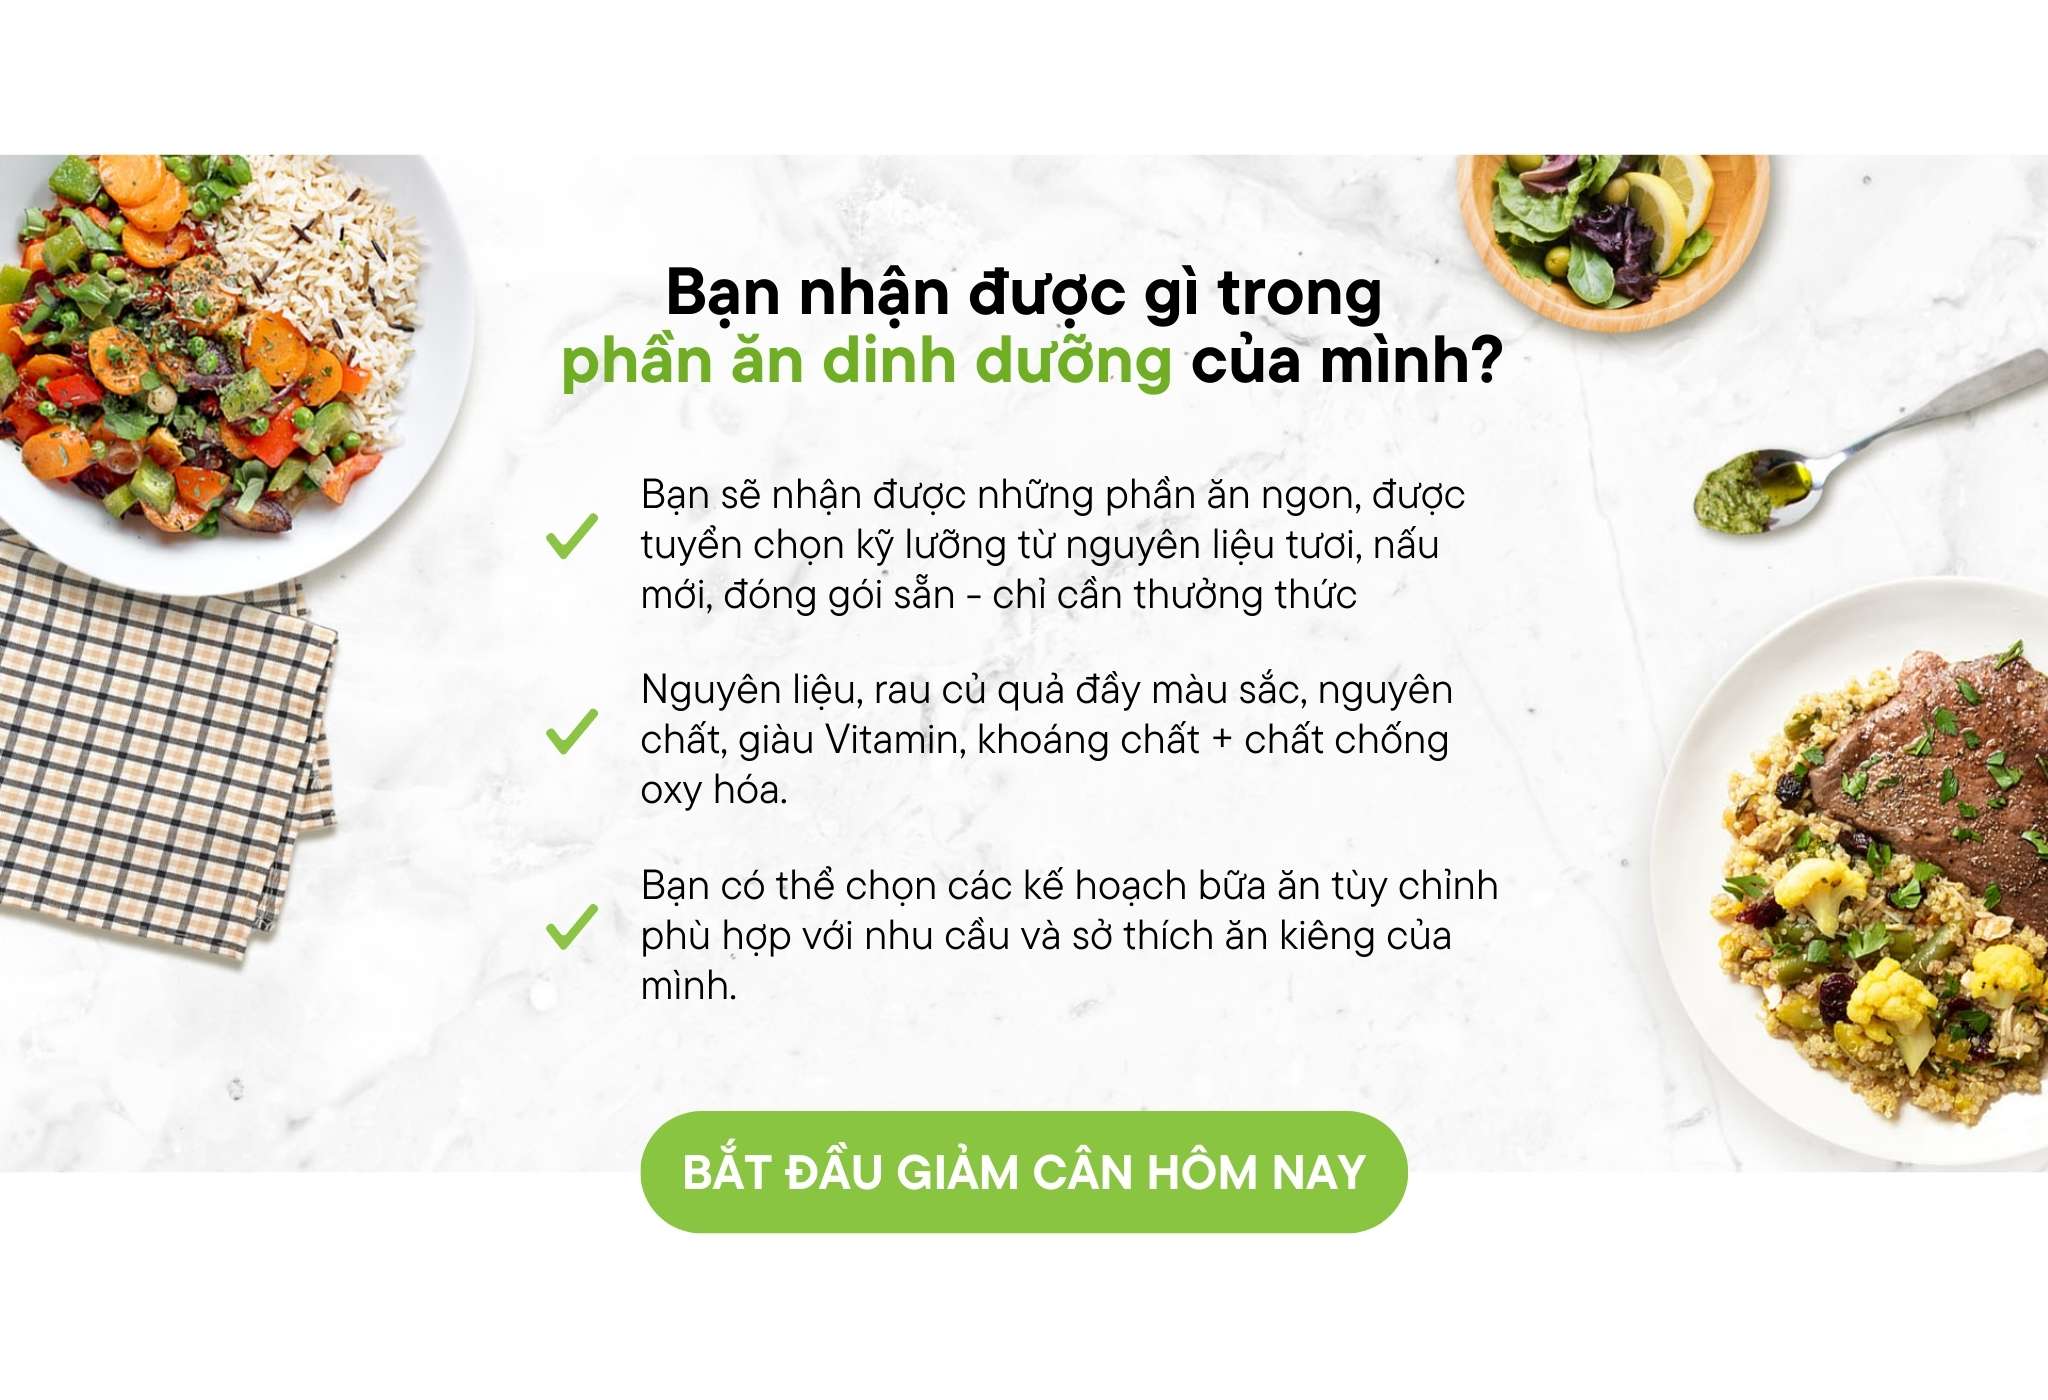 Bạn nhận được gì trong
phần ăn dinh dưỡng của mình?
Bạn sẽ nhận được những phần ăn ngon, được
tuyển chọn kỹ lưỡng từ nguyên liệu tươi, nấu
mới, đóng gói sẵn - chỉ cần thưởng thức
Nguyên liệu, rau củ quả đầy màu sắc, nguyên
chất, giàu Vitamin, khoáng chất + chất chống
oxy hóa.
Bạn có thể chọn các kế hoạch bữa ăn tùy chỉnh
phù hợp với nhu cầu và sở thích ăn kiêng của
mình.
BẮT ĐẦU GIẢM CÂN HÔM NAY